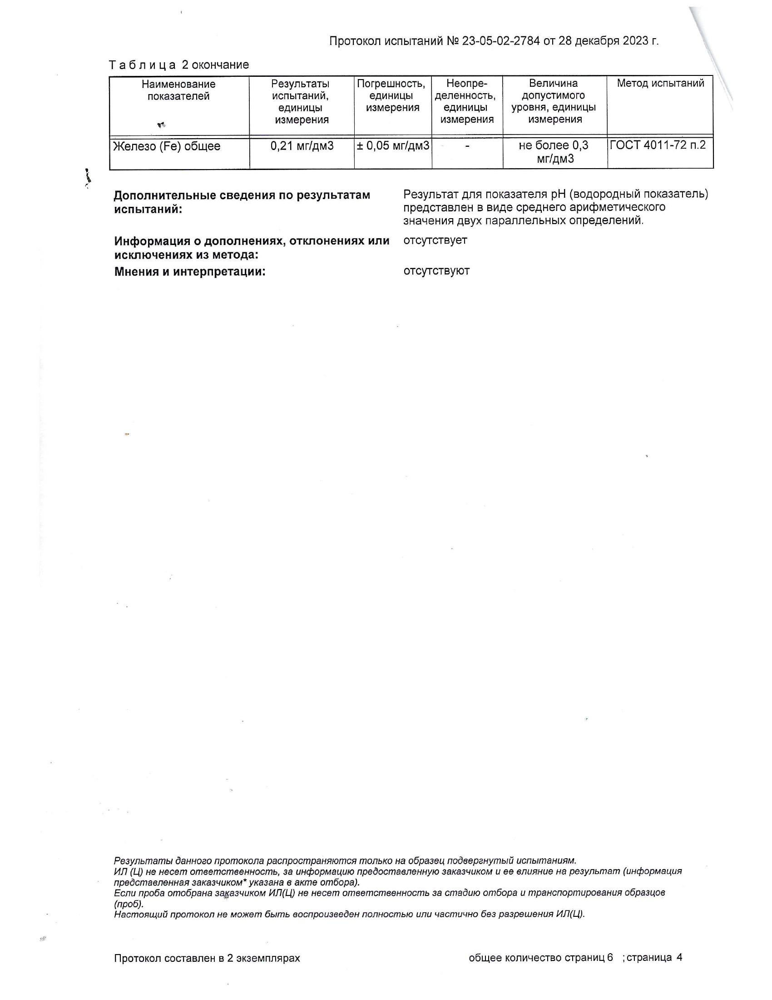 Протокол испытаний № 23-05-02-2784 от 28 декабря 2023 г.
Т а б л и ц а 2 окончание
Наименование показателей
Результаты испытаний, единицы измерения
Погрешность, единицы измерения
Неопре-деленность, единицы измерения
Величина допустимого уровня, единицы измерения
Метод испытаний
Железо (Fe) общее
0,21 мг/дм3
± 0,05 мг/дм3
-
не более 0,3 мг/дм3
ГОСТ 4011-72 п.2
Дополнительные сведения по результатам
испытаний:
Результат для показателя рН (водородный показатель)
представлен в виде среднего арифметического
значения двух параллельных определений.
Информация о дополнениях, отклонениях или
исключениях из метода:
отсутствует
Мнения и интерпретации:
отсутствуют
Результаты данного протокола распространяются только на образец подвергнутый испытаниям.
ИЛ (Ц) не несет ответственность, за информацию предоставленную заказчиком и ее влияние на результат (информация
представленная заказчиком* указана в акте отбора).
Если проба отобрана заказчиком ИЛ(Ц) не несет ответственность за стадию отбора и транспортирования образцов
(проб).
Настоящий протокол не может быть воспроизведен полностью или частично без разрешения ИЛ(Ц).
Протокол составлен в 2 экземплярах
общее количество страниц 6 ; страница 4